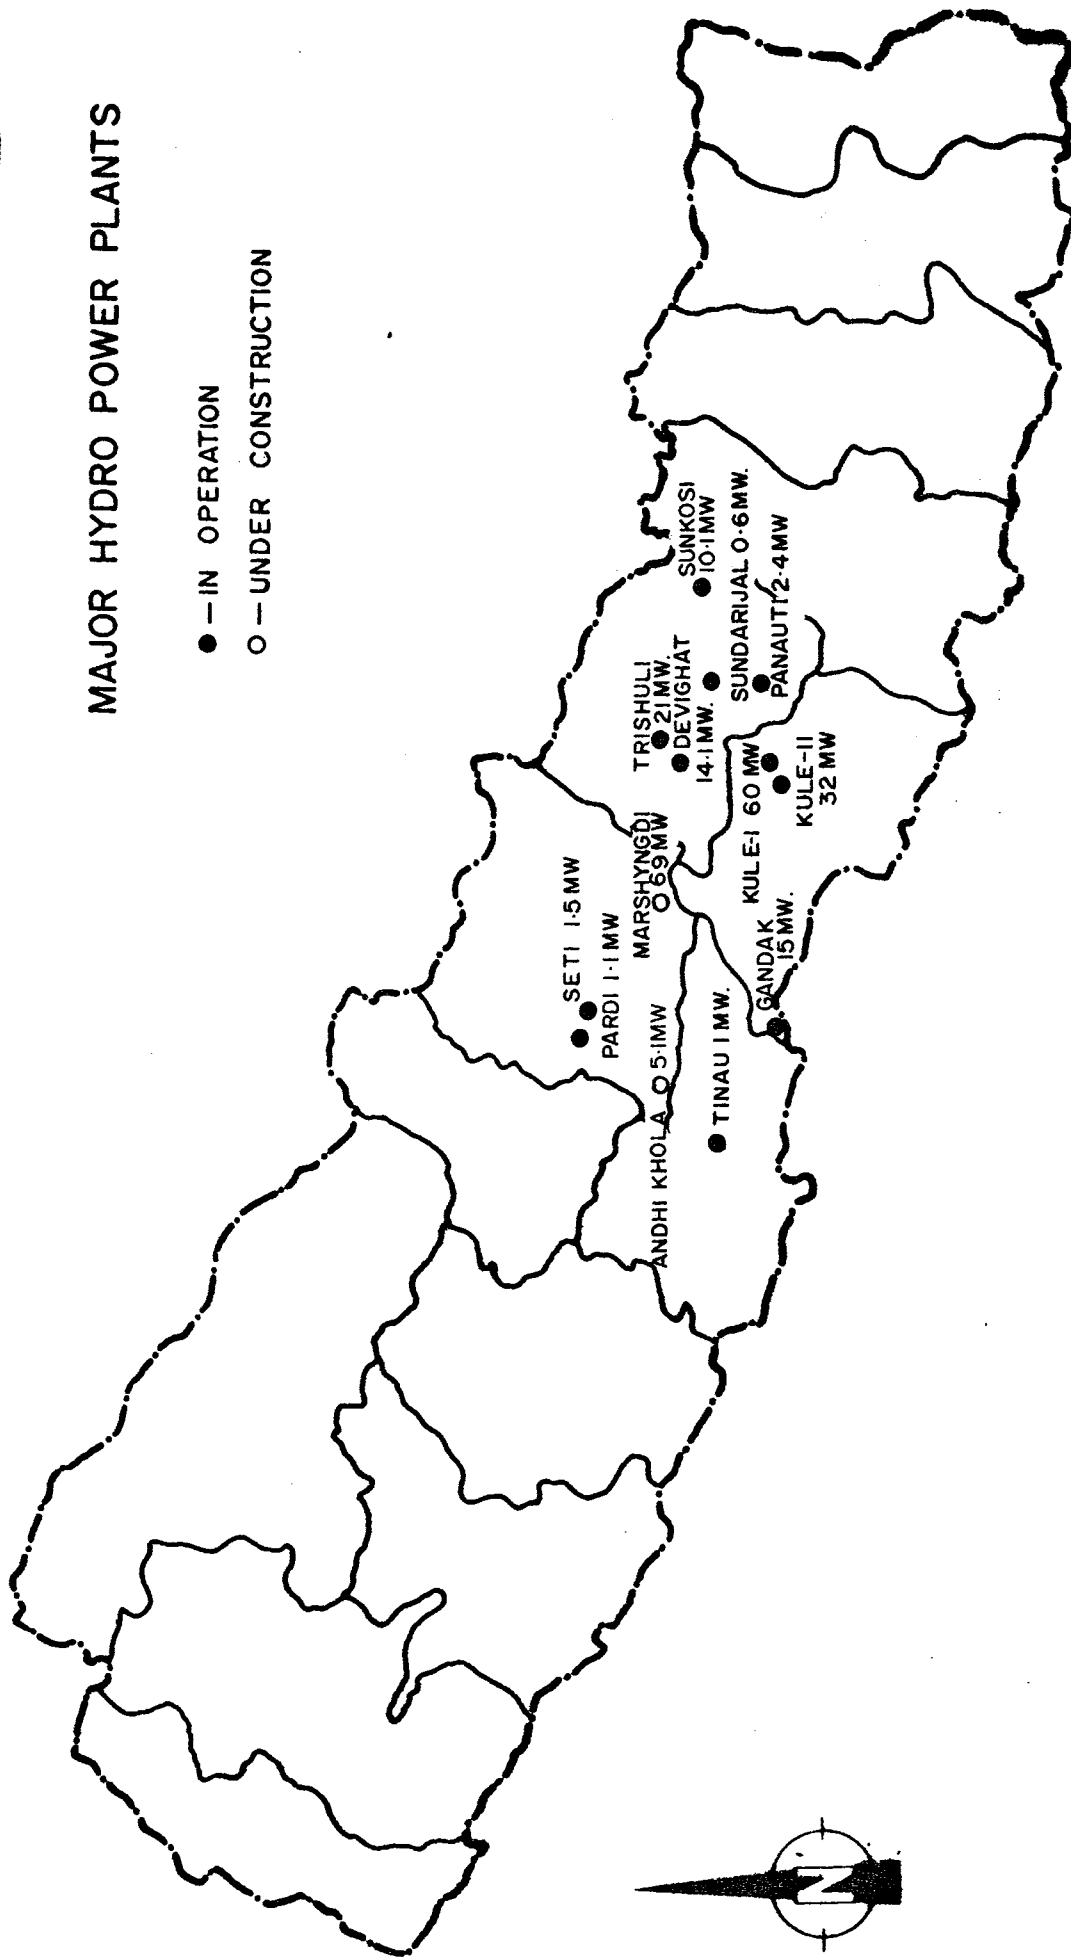 MAJOR HYDRO POWER PLANTS
● — IN OPERATION
○ — UNDER CONSTRUCTION
SETI 1·5 MW
PARDI 1·1 MW
ANDHI KHOLA 5·1MW
MARSHYNGDI
69 MW
TRISHULI
21 MW.
DEVIGHAT
14·1 MW.
SUNKOSI
10·1 MW
SUNDARIJAL 0·6 MW.
PANAUTI 2·4 MW
KULE-I 60 MW
KULE-II
32 MW
GANDAK
15 MW.
TINAU 1 MW.
N